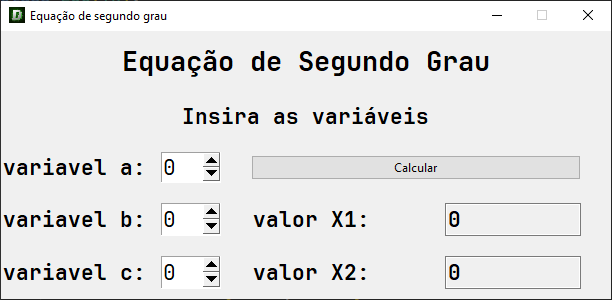 Equação de segundo grau
Equação de Segundo Grau
Insira as variáveis
variavel a: 0 Calcular
variavel b: 0 valor X1: 0
variavel c: 0 valor X2: 0